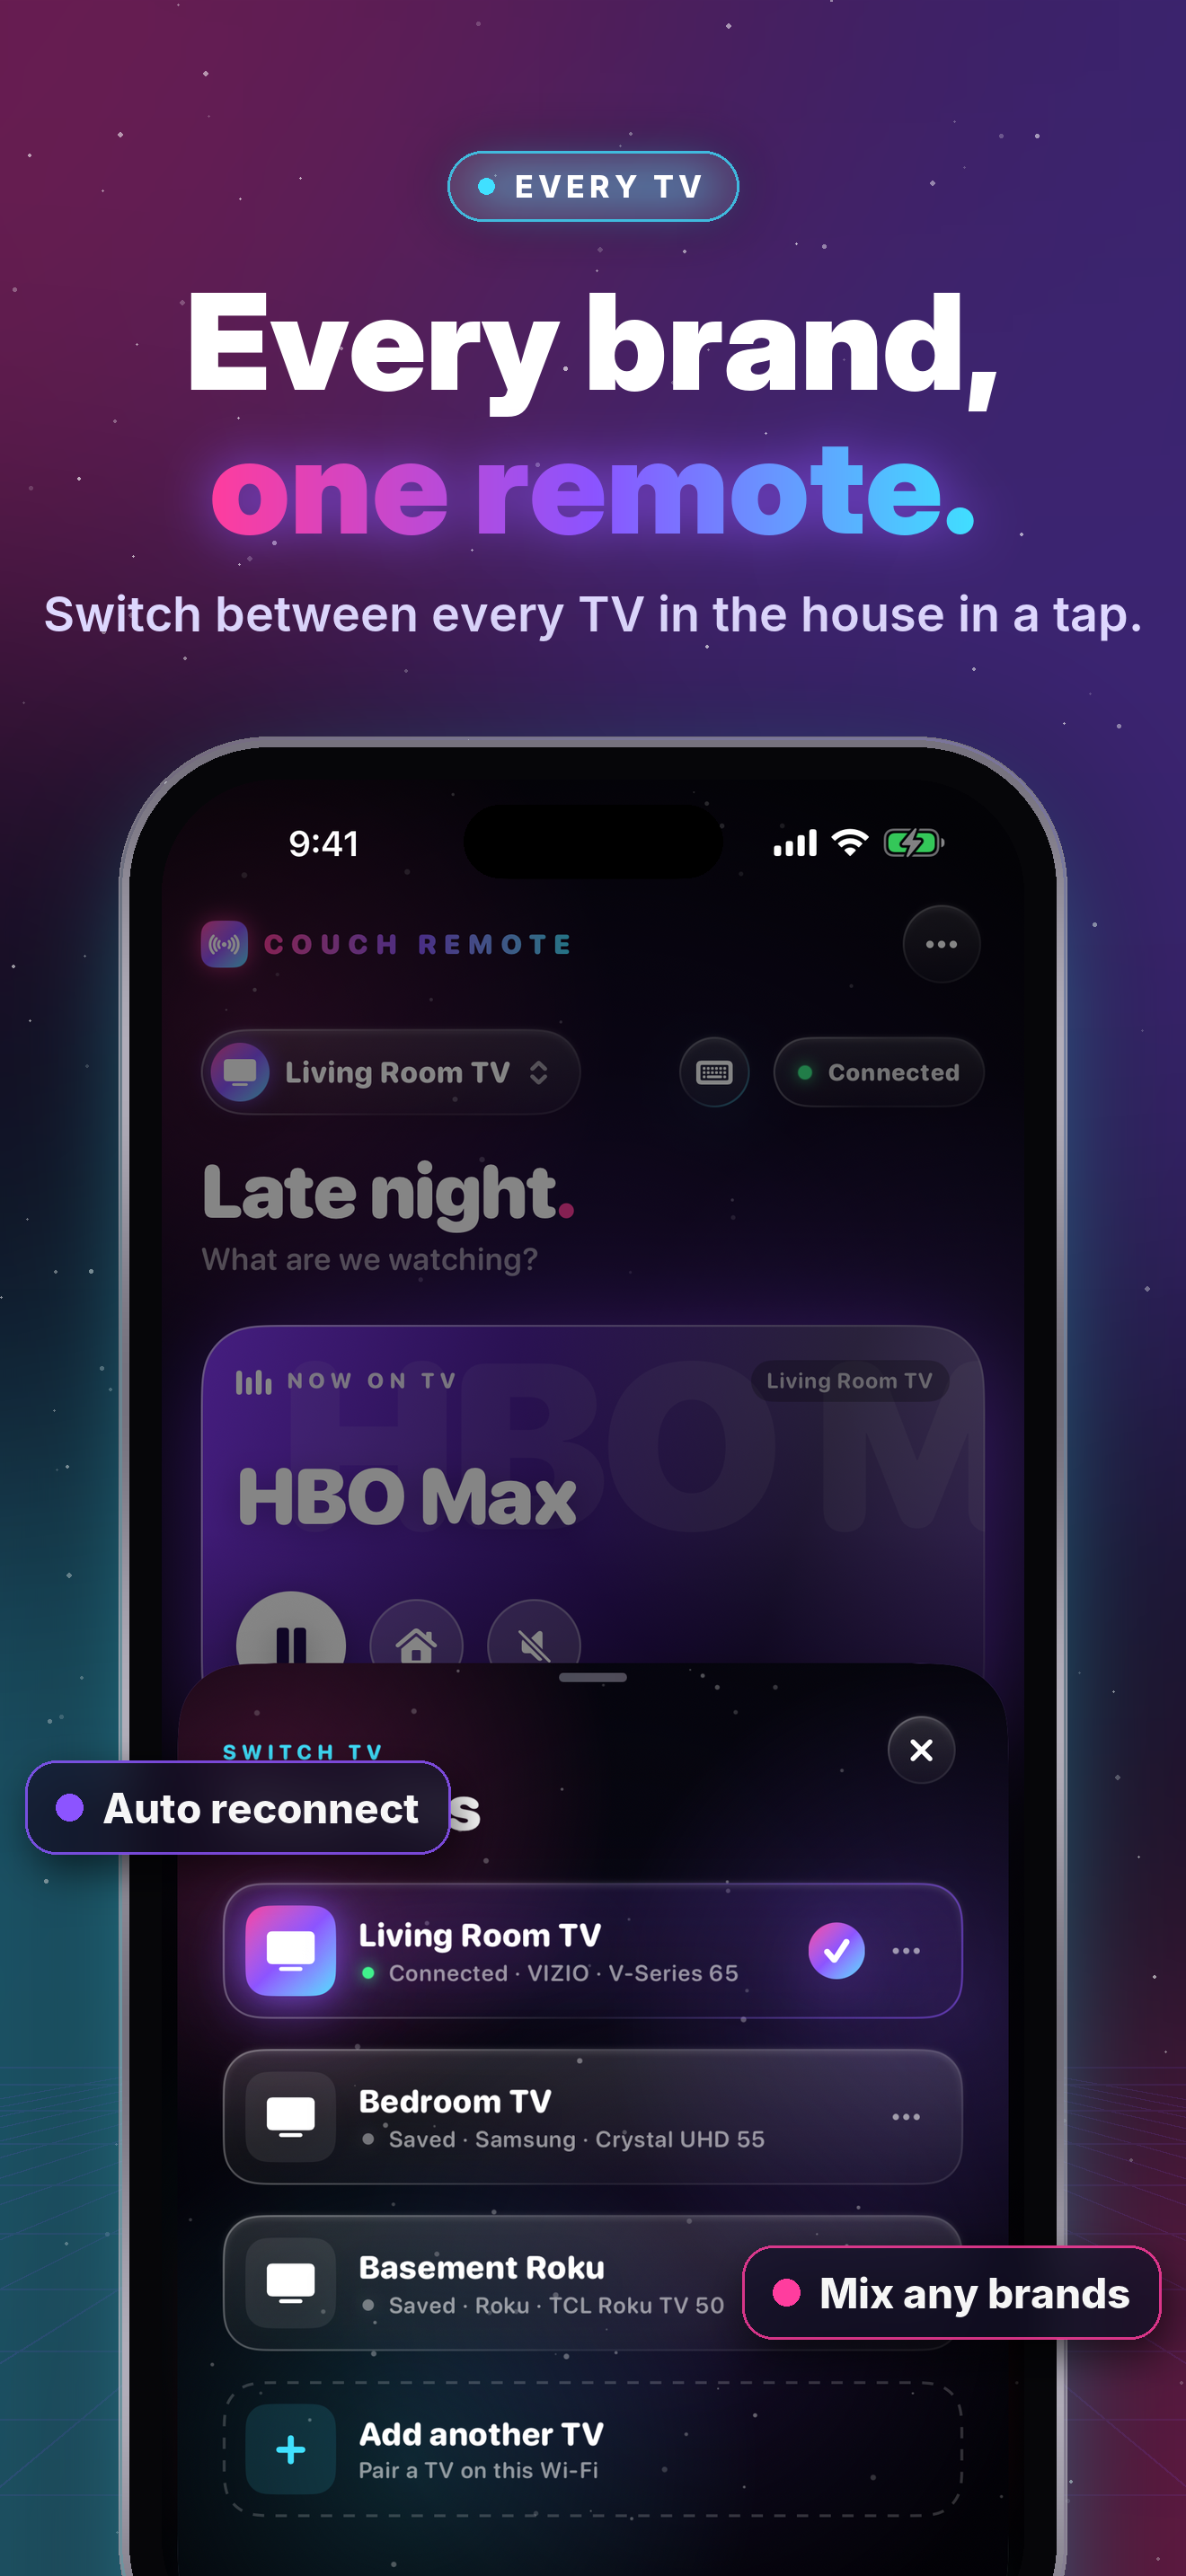 EVERY TV
Every brand,
one remote.
Switch between every TV in the house in a tap.
9:41
COUCH REMOTE
Living Room TV
Connected
Late night.
What are we watching?
HBO M
NOW ON TV
Living Room TV
HBO Max
SWITCH TV
Auto reconnect
s
Living Room TV
Connected · VIZIO · V-Series 65
Bedroom TV
Saved · Samsung · Crystal UHD 55
Basement Roku
Saved · Roku · TCL Roku TV 50
Mix any brands
Add another TV
Pair a TV on this Wi-Fi